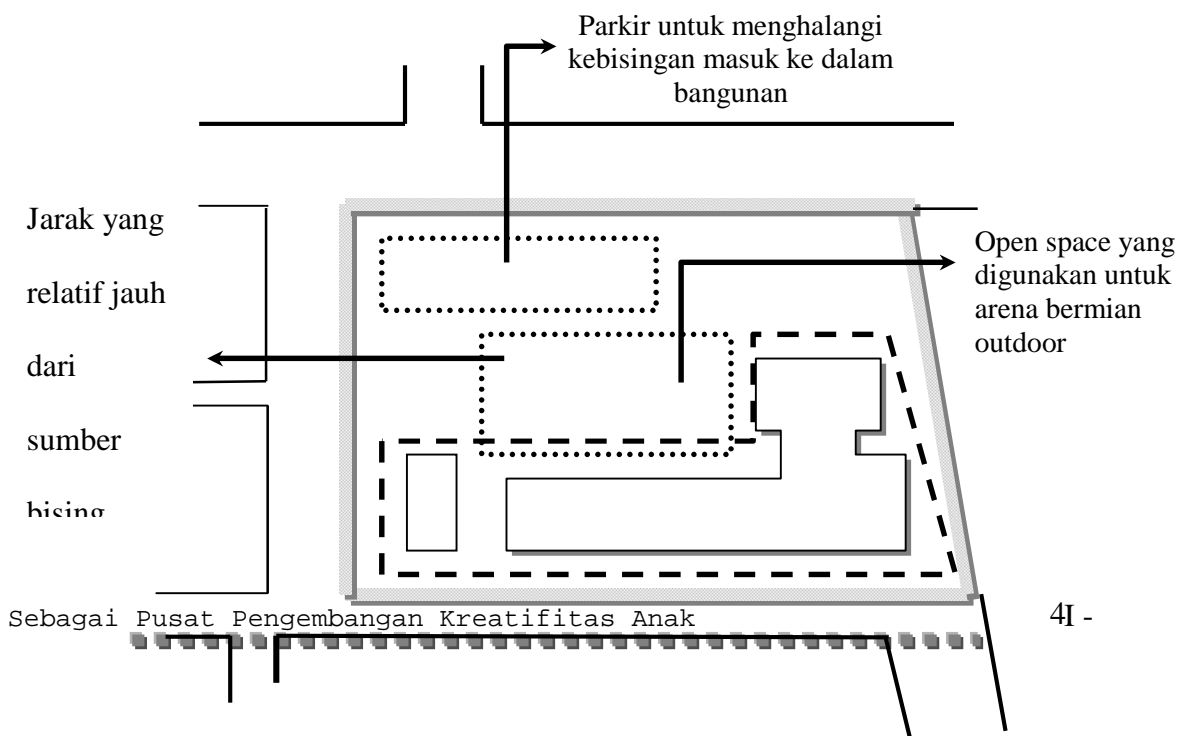 Parkir untuk menghalangi
kebisingan masuk ke dalam
bangunan
Jarak yang
relatif jauh
dari
sumber
bising
Open space yang
digunakan untuk
arena bermian
outdoor
Sebagai Pusat Pengembangan Kreatifitas Anak
4I -